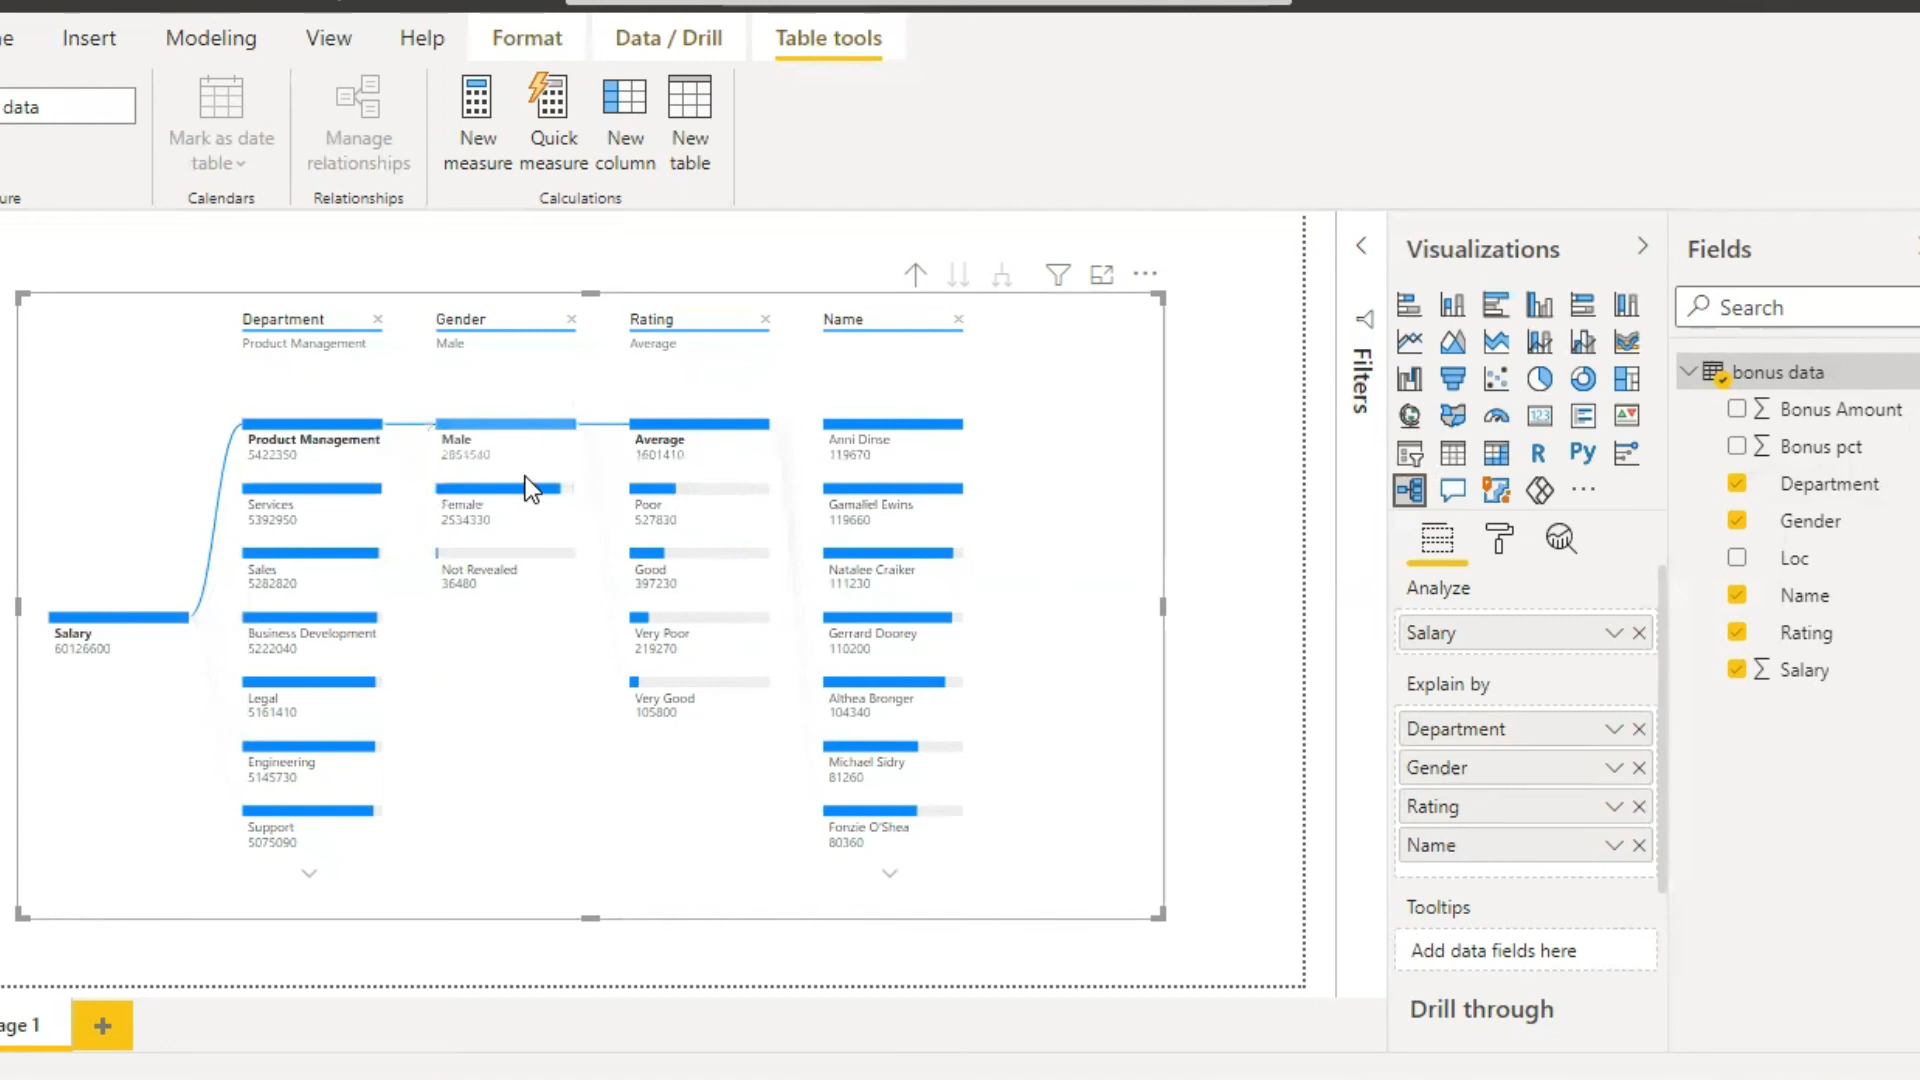 Insert
Modeling
View
Help
Format
Data / Drill
Table tools
data
Mark as date
table
Manage
relationships
New
measure
Quick
measure
New
column
New
table
Calendars
Relationships
Calculations
Department
Product Management
Gender
Male
Rating
Average
Name
Salary
60126600
Product Management
5422350
Services
5392950
Sales
5282820
Business Development
5222040
Legal
5161410
Engineering
5145730
Support
5075090
Male
Female
2534330
Not Revealed
36480
Average
1601410
Poor
527830
Good
397230
Very Poor
219270
Very Good
105800
Anni Dinse
119670
Gamaliel Ewins
119660
Natalee Craiker
111230
Gerrard Doorey
110200
Althea Bronger
104340
Michael Sidry
81260
Fonzie O'Shea
80360
Filters
Visualizations
123
R
Py
Analyze
Salary
Explain by
Department
Gender
Rating
Name
Tooltips
Add data fields here
Drill through
Fields
Search
bonus data
Bonus Amount
Bonus pct
Department
Gender
Loc
Name
Rating
Salary
age 1